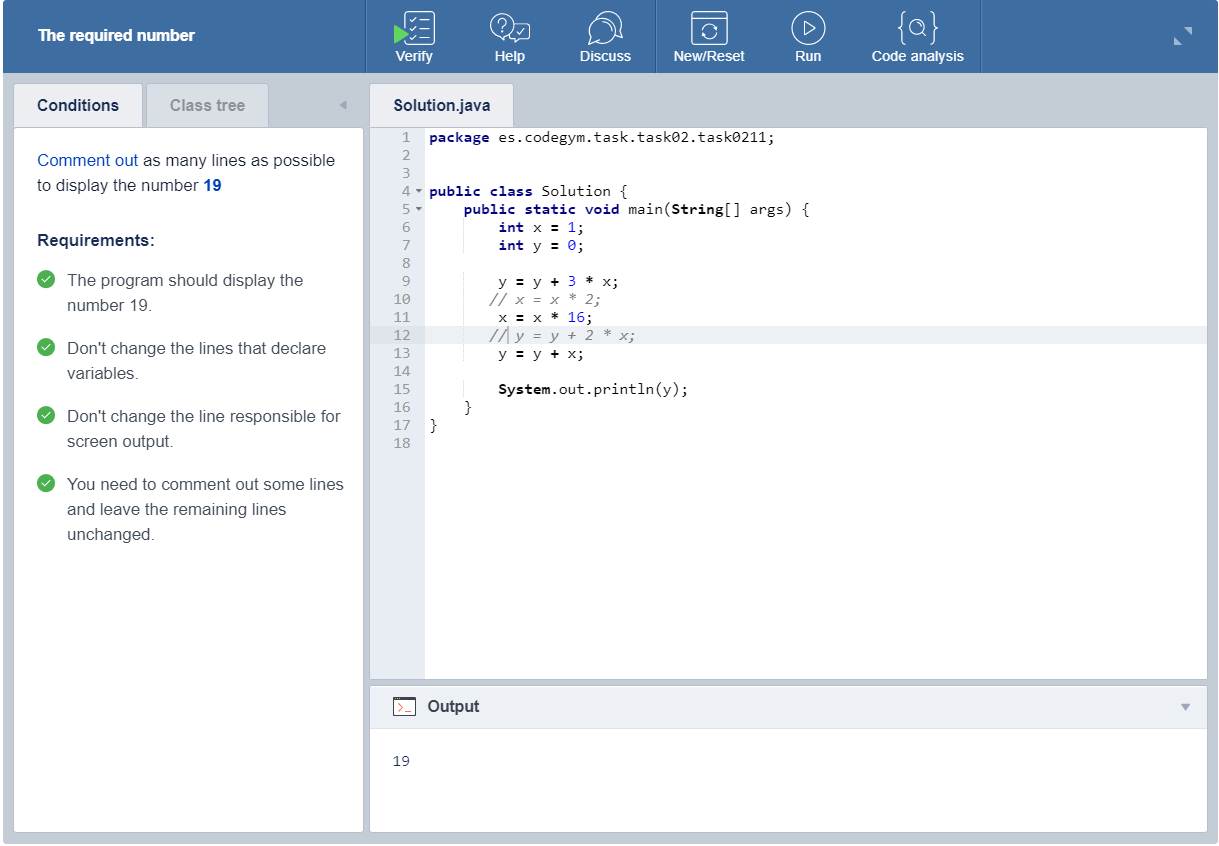 The required number
Verify
Help
Discuss
New/Reset
Run
Code analysis
Conditions
Class tree
Comment out as many lines as possible
to display the number 19
Requirements:
The program should display the
number 19.
Don't change the lines that declare
variables.
Don't change the line responsible for
screen output.
You need to comment out some lines
and leave the remaining lines
unchanged.
Solution.java
1 package es.codegym.task.task02.task0211;
2
3
4 public class Solution {
5 public static void main(String[] args) {
6 int x = 1;
7 int y = 0;
8
9 y = y + 3 * x;
10 // x = x * 2;
11 x = x * 16;
12 // y = y + 2 * x;
13 y = y + x;
14
15 System.out.println(y);
16 }
17 }
18
>_ Output
19